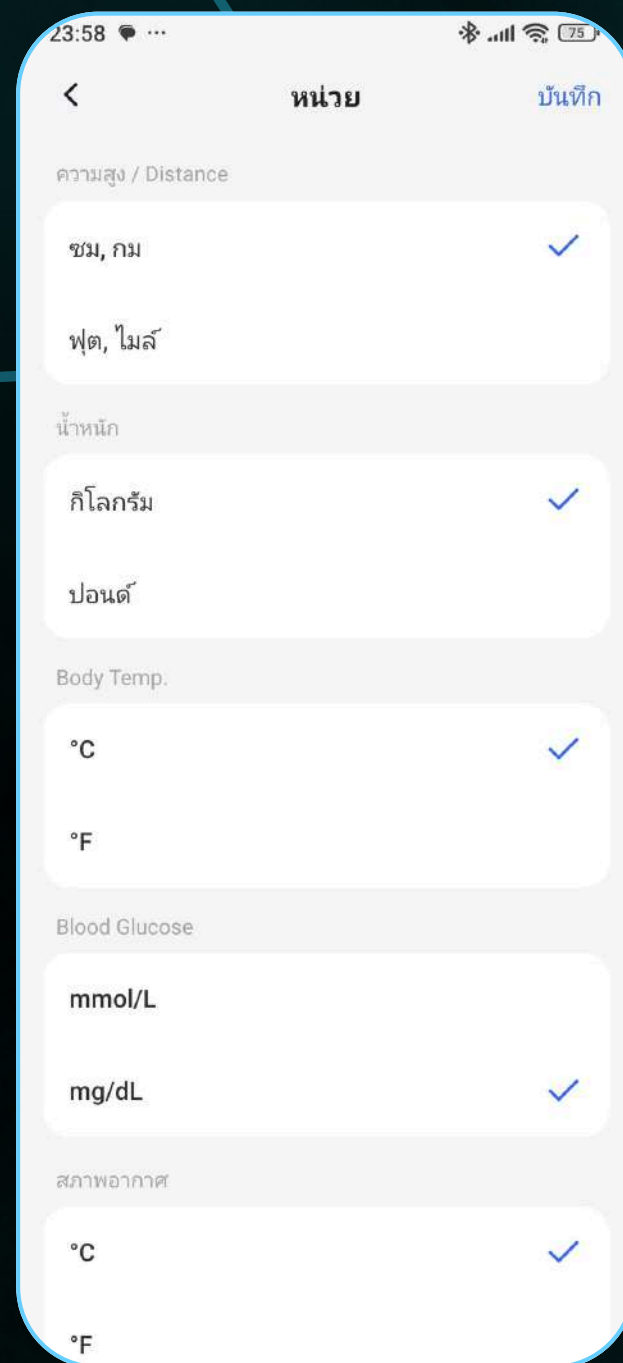 23:58 ...
75
หน่วย
บันทึก
ความสูง / Distance
ซม, กม
ฟุต, ไมล์
น้ำหนัก
กิโลกรัม
ปอนด์
Body Temp.
°C
°F
Blood Glucose
mmol/L
mg/dL
สภาพอากาศ
°C
°F